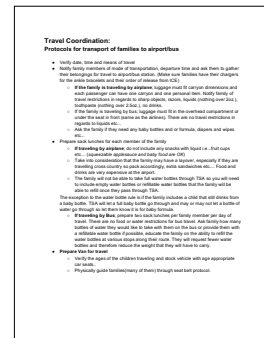 Travel Coordination:
Protocols for transport of families to airport/bus
● Verify date, time and means of travel
● Notify family members of mode of transportation, departure time and ask them to gather
their belongings for travel to airport/bus station. (Make sure families have their chargers
for the ankle bracelets and their order of release from ICE)
○ If the family is traveling by airplane; luggage must fit canyon dimensions and
each passenger can have one canyon and one personal item. Notify family of
travel restrictions in regards to sharp objects, razors, liquids (nothing over 3oz.),
toothpaste (nothing over 2.5oz.), no drinks.
○ If the family is traveling by bus; luggage must fit in the overhead compartment or
under the seat in front (same as the airlines). There are no travel restrictions in
regards to liquids etc...
○ Ask the family if they need any baby bottles and or formula, diapers and wipes
etc..
● Prepare sack lunches for each member of the family
○ If traveling by airplane; do not include any snacks with liquid i.e...fruit cups
etc... (squeezable applesauce and baby food are OK)
○ Take into consideration that the family may have a layover, especially if they are
traveling cross country so pack accordingly, extra sandwiches etc... Food and
drinks are very expensive at the airport.
○ The family will not be able to take full water bottles through TSA so you will need
to include empty water bottles or refillable water bottles that the family will be
able to refill once they pass through TSA.
The exception to the water rule is if the family includes a child that still drinks from
a baby bottle. TSA will let a full baby bottle go through and may or may not let a bottle of
water go through so let them know it is for baby formula.
○ If traveling by Bus; prepare two sack lunches per family member per day of
travel. There are no food or water restrictions for bus travel. Ask family how many
bottles of water they would like to take with them on the bus or provide them with
a refillable water bottle if possible, educate the family on the ability to refill the
water bottles at various stops along their route. They will request fewer water
bottles and therefore reduce the weight that they will have to carry.
● Prepare Van for travel
○ Verify the ages of the children traveling and stock vehicle with age appropriate
car seats..
○ Physically guide families(many of them) through seat belt protocol.